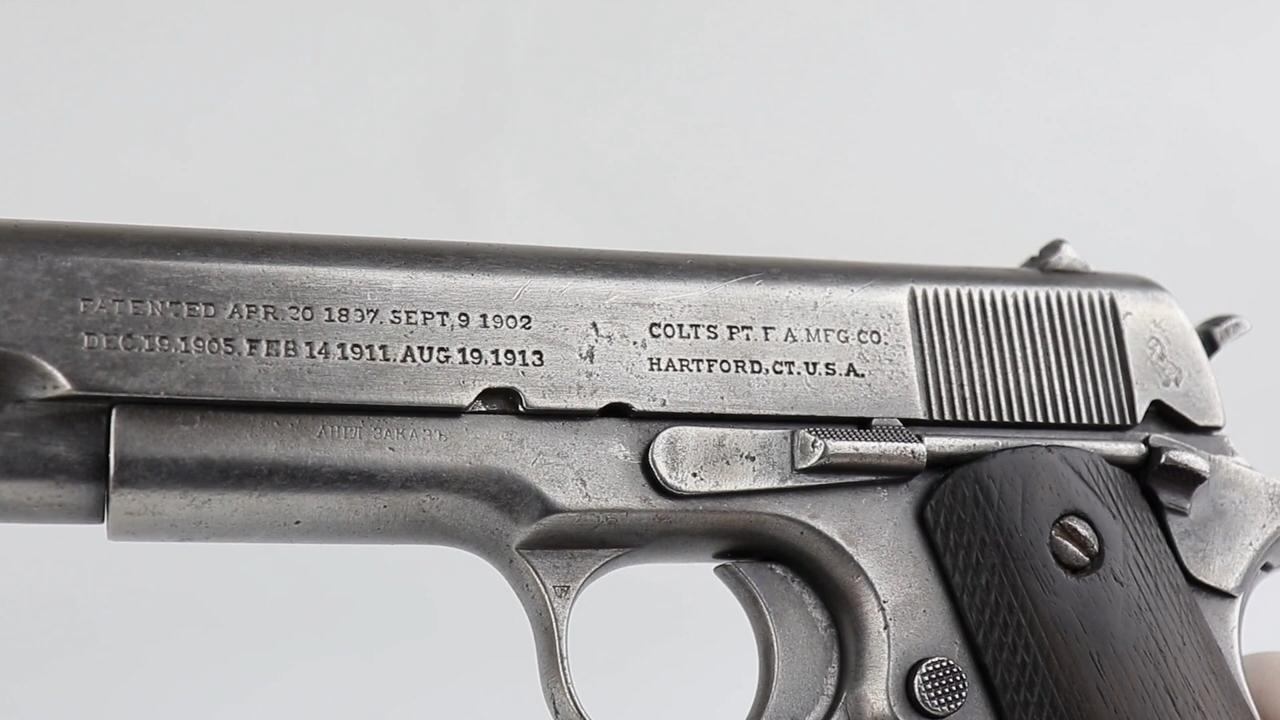 PATENTED APR.20 1897. SEPT,9 1902
DEC.19.1905. FEB 14.1911. AUG 19,1913
COLT'S PT. F. A. MFG. CO.
HARTFORD, CT. U.S.A.
АНГЛ ЗАКАЗЪ